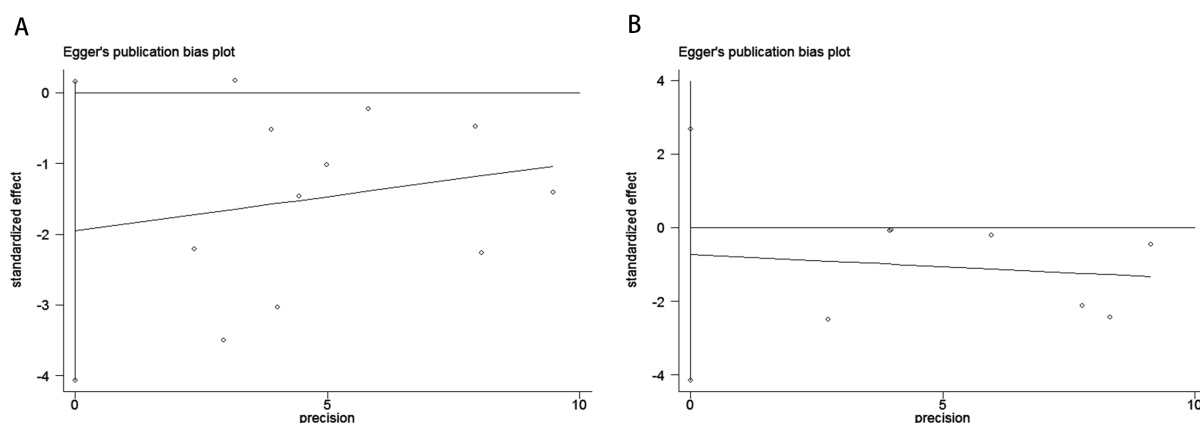 A
Egger's publication bias plot
standardized effect
0
-1
-2
-3
-4
0
5
10
precision
B
Egger's publication bias plot
standardized effect
4
2
0
-2
-4
0
5
10
precision